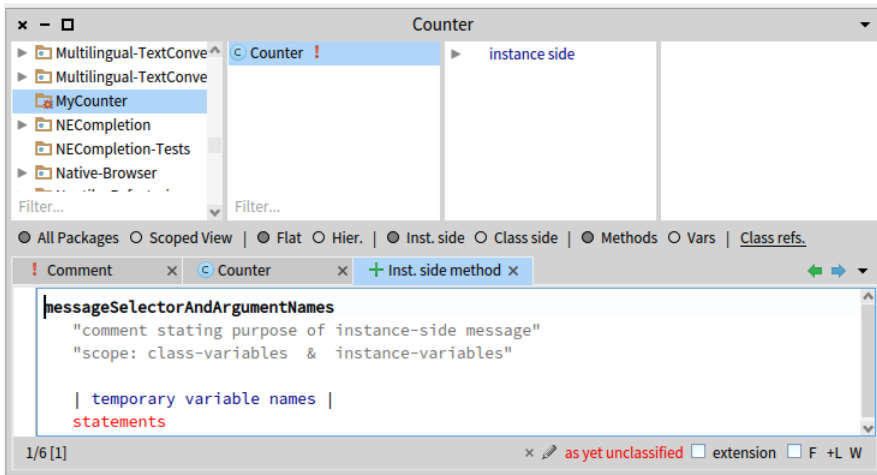 Counter
Multilingual-TextConve
Multilingual-TextConve
MyCounter
NECompletion
NECompletion-Tests
Native-Browser
Filter...
C Counter !
Filter...
instance side
All Packages Scoped View | Flat Hier. | Inst. side Class side | Methods Vars | Class refs.
! Comment × C Counter × + Inst. side method ×
messageSelectorAndArgumentNames
"comment stating purpose of instance-side message"
"scope: class-variables & instance-variables"
| temporary variable names |
statements
1/6 [1] × as yet unclassified extension F +L W